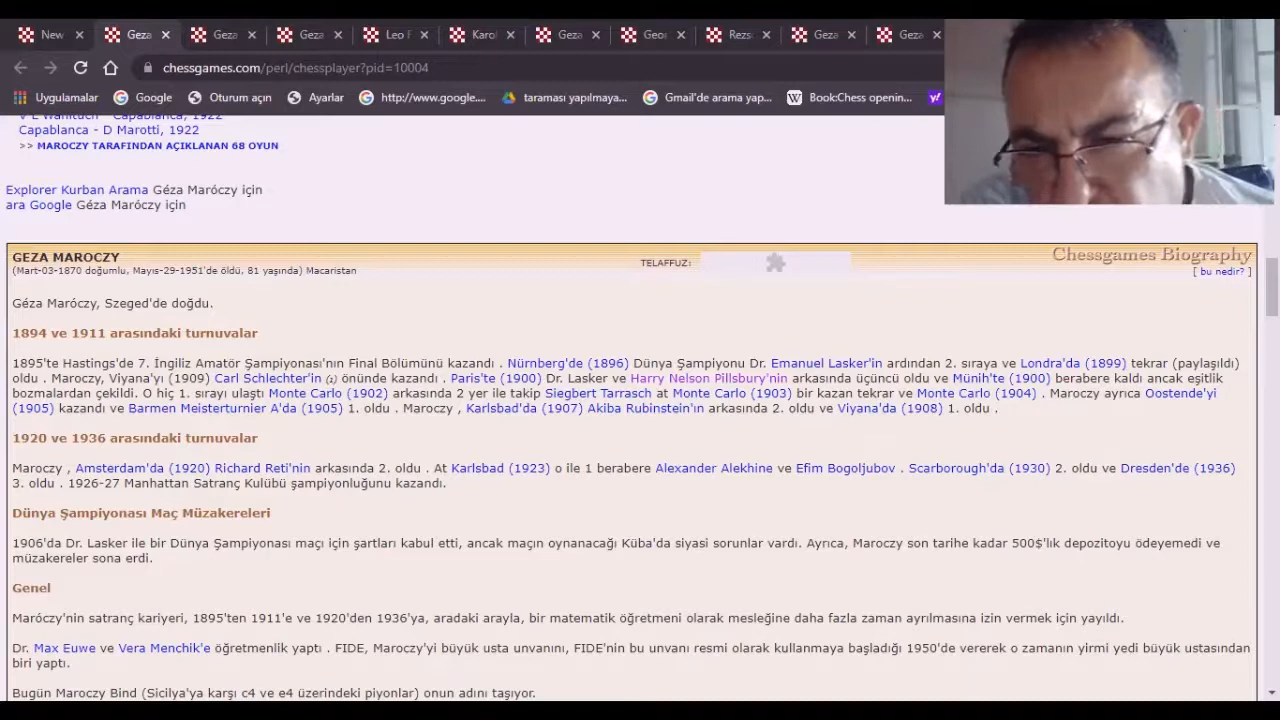 New
Geza
Geza
Geza
Leo F
Karol
Geza
Geor
Rezso
Geza
Geza
chessgames.com/perl/chessplayer?pid=10004
Uygulamalar
Google
Oturum açın
Ayarlar
http://www.google....
taraması yapılmaya...
Gmail'de arama yap...
Book:Chess openin...
Capablanca, 1922
Capablanca - D Marotti, 1922
>> MAROCZY TARAFINDAN AÇIKLANAN 68 OYUN
Explorer Kurban Arama Géza Maróczy için
ara Google Géza Maróczy için
GEZA MAROCZY
(Mart-03-1870 doğumlu, Mayıs-29-1951'de öldü, 81 yaşında) Macaristan
TELAFFUZ:
Chessgames Biography
[ bu nedir? ]
Géza Maróczy, Szeged'de doğdu.
1894 ve 1911 arasındaki turnuvalar
1895'te Hastings'de 7. İngiliz Amatör Şampiyonası'nın Final Bölümünü kazandı . Nürnberg'de (1896) Dünya Şampiyonu Dr. Emanuel Lasker'in ardından 2. sıraya ve Londra'da (1899) tekrar (paylaşıldı)
oldu . Maroczy, Viyana'yı (1909) Carl Schlechter'in (1) önünde kazandı . Paris'te (1900) Dr. Lasker ve Harry Nelson Pillsbury'nin arkasında üçüncü oldu ve Münih'te (1900) berabere kaldı ancak eşitlik
bozmalardan çekildi. O hiç 1. sırayı ulaştı Monte Carlo (1902) arkasında 2 yer ile takip Siegbert Tarrasch at Monte Carlo (1903) bir kazan tekrar ve Monte Carlo (1904) . Maroczy ayrıca Oostende'yi
(1905) kazandı ve Barmen Meisterturnier A'da (1905) 1. oldu . Maroczy , Karlsbad'da (1907) Akiba Rubinstein'ın arkasında 2. oldu ve Viyana'da (1908) 1. oldu .
1920 ve 1936 arasındaki turnuvalar
Maroczy , Amsterdam'da (1920) Richard Reti'nin arkasında 2. oldu . At Karlsbad (1923) o ile 1 berabere Alexander Alekhine ve Efim Bogoljubov . Scarborough'da (1930) 2. oldu ve Dresden'de (1936)
3. oldu . 1926-27 Manhattan Satranç Kulübü şampiyonluğunu kazandı.
Dünya Şampiyonası Maç Müzakereleri
1906'da Dr. Lasker ile bir Dünya Şampiyonası maçı için şartları kabul etti, ancak maçın oynanacağı Küba'da siyasi sorunlar vardı. Ayrıca, Maroczy son tarihe kadar 500$'lık depozitoyu ödeyemedi ve
müzakereler sona erdi.
Genel
Maróczy'nin satranç kariyeri, 1895'ten 1911'e ve 1920'den 1936'ya, aradaki arayla, bir matematik öğretmeni olarak mesleğine daha fazla zaman ayrılmasına izin vermek için yayıldı.
Dr. Max Euwe ve Vera Menchik'e öğretmenlik yaptı . FIDE, Maroczy'yi büyük usta unvanını, FIDE'nin bu unvanı resmi olarak kullanmaya başladığı 1950'de vererek o zamanın yirmi yedi büyük ustasından
biri yaptı.
Bugün Maroczy Bind (Sicilya'ya karşı c4 ve e4 üzerindeki piyonlar) onun adını taşıyor.